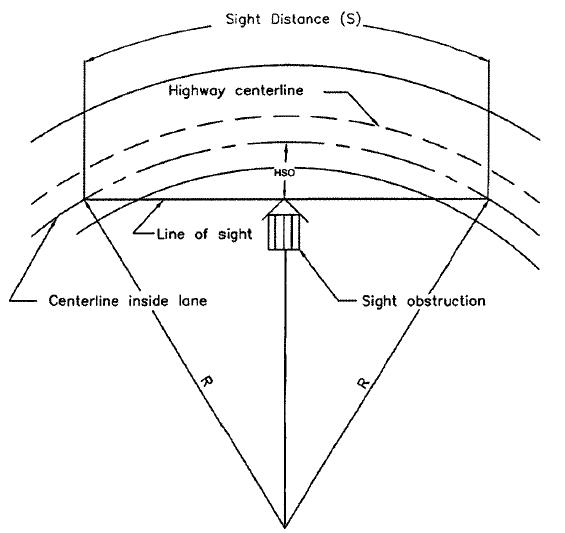 Sight Distance (S)
Highway centerline
HSO
Line of sight
Centerline inside lane
Sight obstruction
R
R